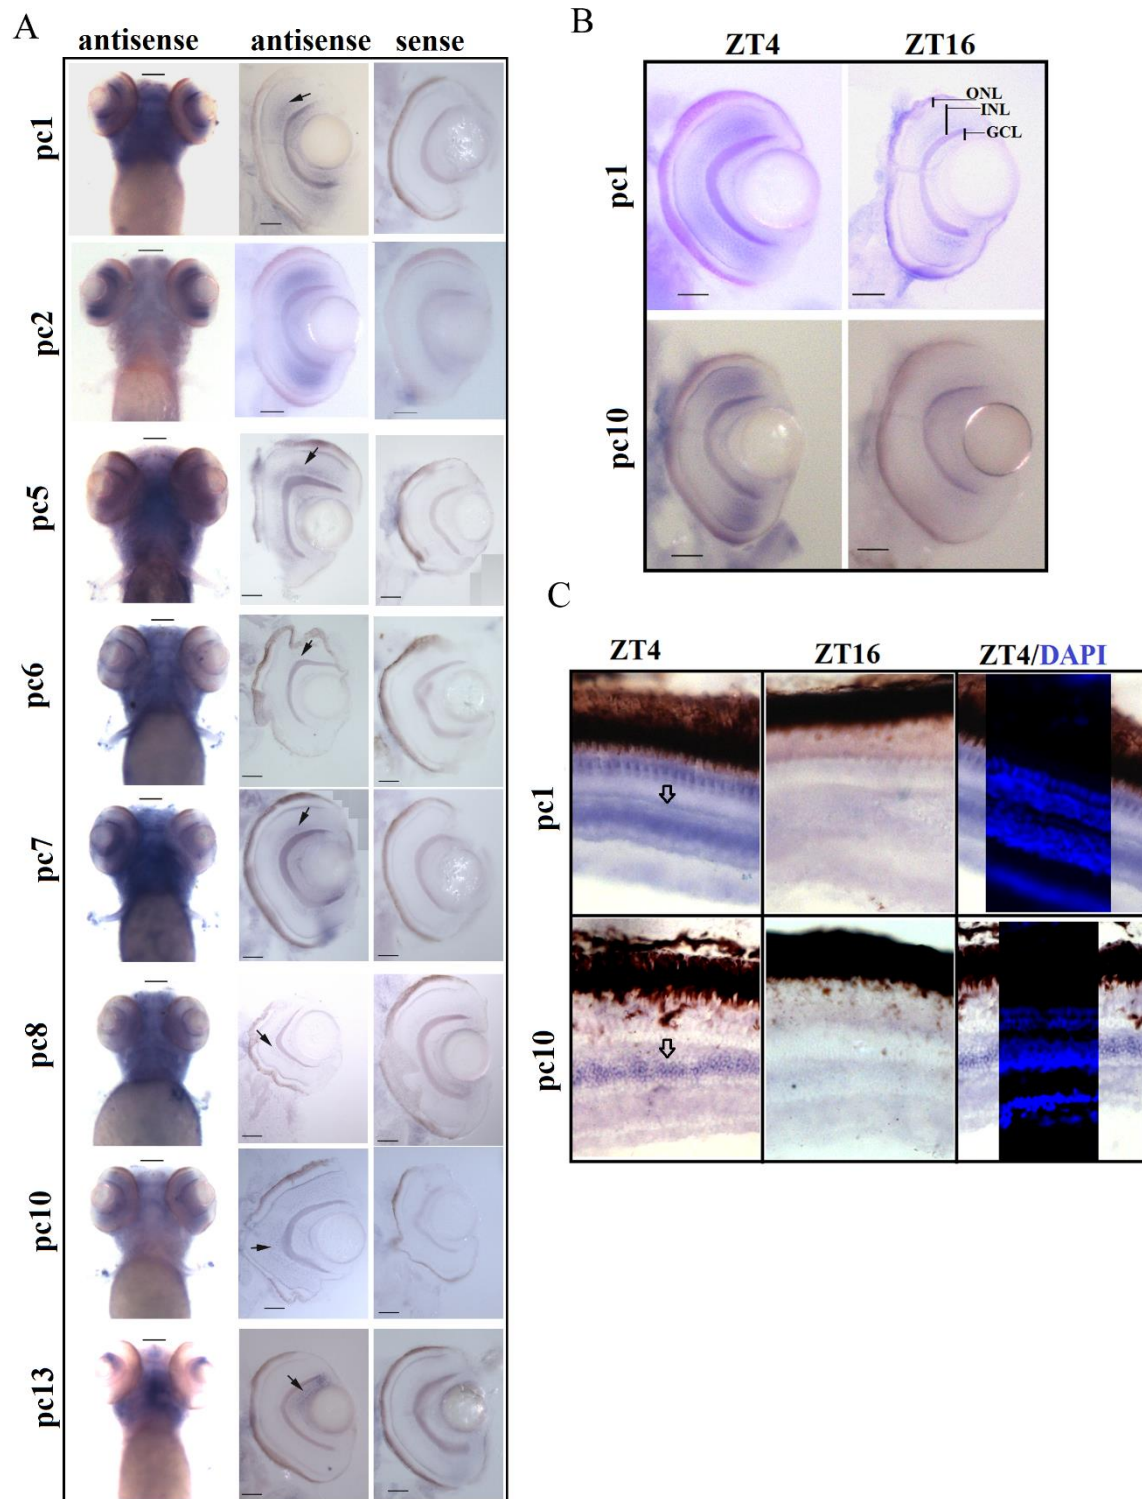 A
antisense
antisense
sense
pc1
pc2
pc5
pc6
pc7
pc8
pc10
pc13
B
ZT4
ZT16
ONL
INL
GCL
pc1
pc10
C
ZT4
ZT16
ZT4/DAPI
pc1
pc10